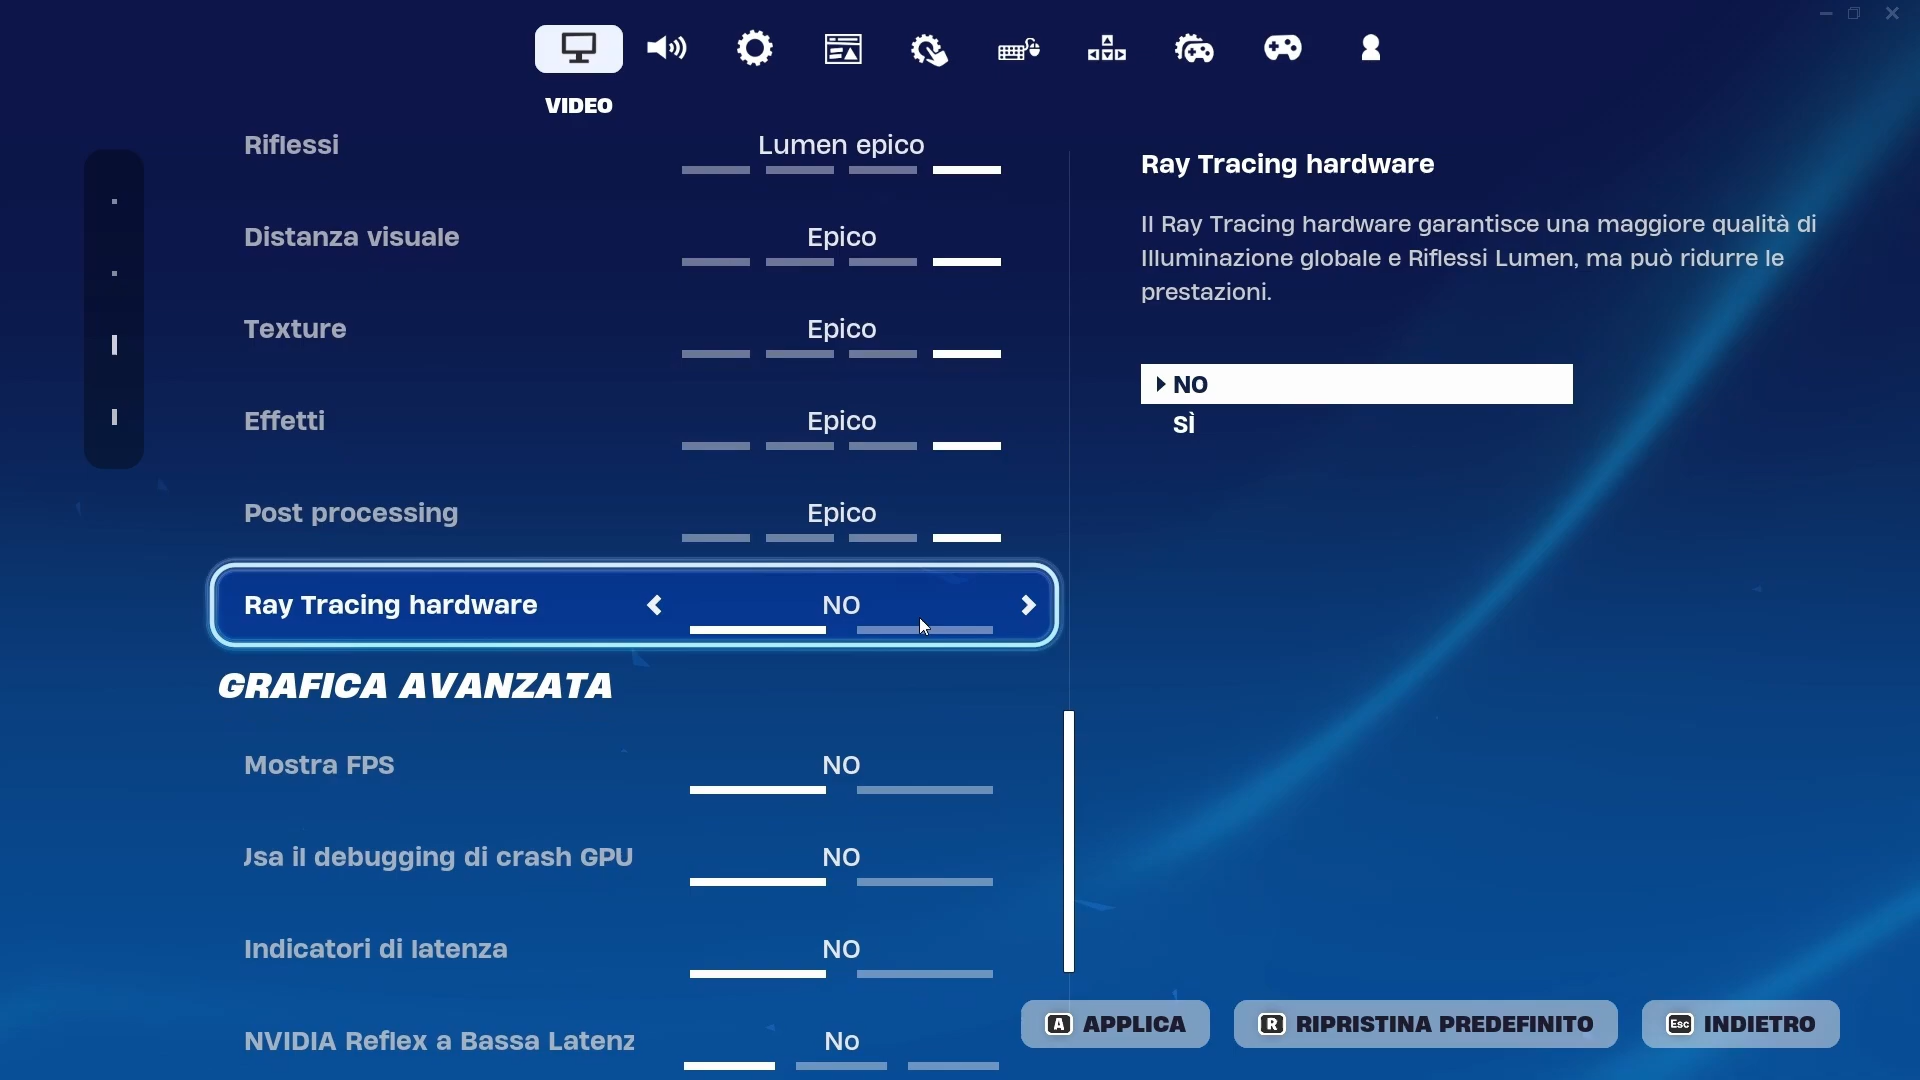 VIDEO
Riflessi
Lumen epico
Distanza visuale
Epico
Texture
Epico
Effetti
Epico
Post processing
Epico
Ray Tracing hardware
NO
GRAFICA AVANZATA
Mostra FPS
NO
Jsa il debugging di crash GPU
NO
Indicatori di latenza
NO
NVIDIA Reflex a Bassa Latenz
No
Ray Tracing hardware
Il Ray Tracing hardware garantisce una maggiore qualità di
Illuminazione globale e Riflessi Lumen, ma può ridurre le
prestazioni.
NO
SÌ
A APPLICA
R RIPRISTINA PREDEFINITO
Esc INDIETRO